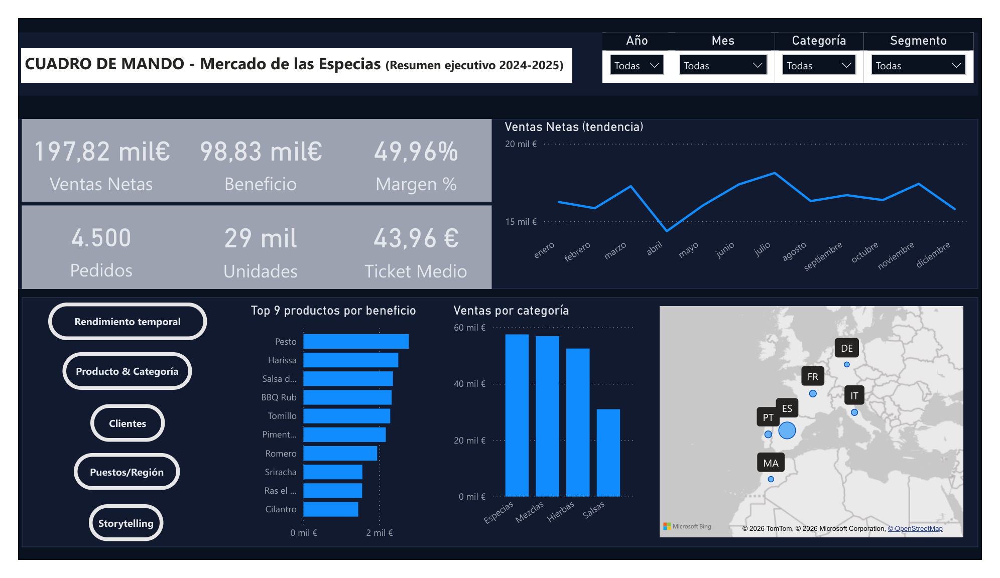 CUADRO DE MANDO - Mercado de las Especias (Resumen ejecutivo 2024-2025)
Año
Mes
Categoría
Segmento
Todas
Todas
Todas
Todas
197,82 mil€
98,83 mil€
49,96%
Ventas Netas
Beneficio
Margen %
4.500
29 mil
43,96 €
Pedidos
Unidades
Ticket Medio
Ventas Netas (tendencia)
20 mil €
15 mil €
enero
febrero
marzo
abril
mayo
junio
julio
agosto
septiembre
octubre
noviembre
diciembre
Rendimiento temporal
Producto & Categoría
Clientes
Puestos/Región
Storytelling
Top 9 productos por beneficio
Pesto
Harissa
Salsa d...
BBQ Rub
Tomillo
Piment...
Romero
Sriracha
Ras el ...
Cilantro
0 mil €
2 mil €
Ventas por categoría
60 mil €
40 mil €
20 mil €
0 mil €
Especias
Mezclas
Hierbas
Salsas
DE
FR
IT
ES
PT
MA
Microsoft Bing
© 2026 TomTom, © 2026 Microsoft Corporation, © OpenStreetMap